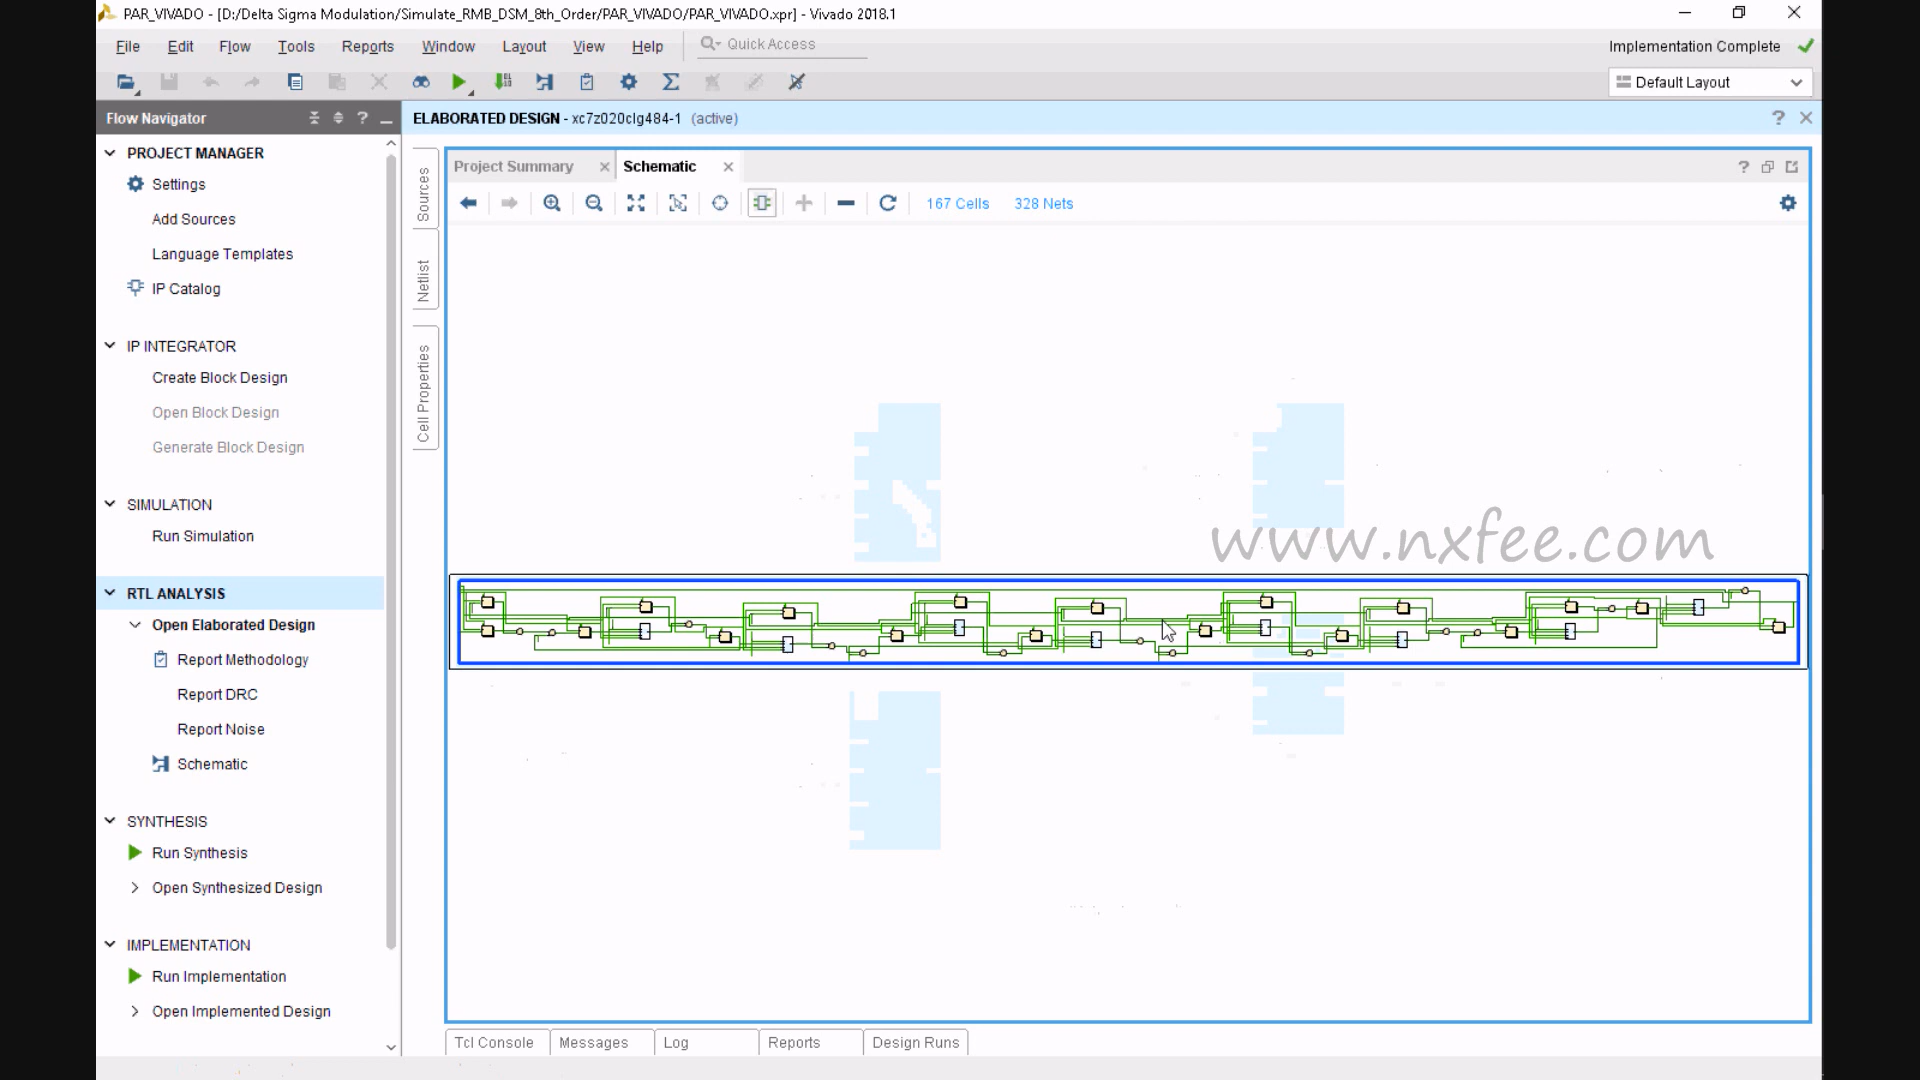 PAR_VIVADO - [D:/Delta Sigma Modulation/Simulate_RMB_DSM_8th_Order/PAR_VIVADO/PAR_VIVADO.xpr] - Vivado 2018.1
File Edit Flow Tools Reports Window Layout View Help Quick Access
Implementation Complete
Default Layout
Flow Navigator
ELABORATED DESIGN - xc7z020clg484-1 (active)
PROJECT MANAGER
Settings
Add Sources
Language Templates
IP Catalog
IP INTEGRATOR
Create Block Design
Open Block Design
Generate Block Design
SIMULATION
Run Simulation
RTL ANALYSIS
Open Elaborated Design
Report Methodology
Report DRC
Report Noise
Schematic
SYNTHESIS
Run Synthesis
Open Synthesized Design
IMPLEMENTATION
Run Implementation
Open Implemented Design
Sources
Netlist
Cell Properties
Project Summary
Schematic
167 Cells 328 Nets
www.nxfee.com
Tcl Console Messages Log Reports Design Runs